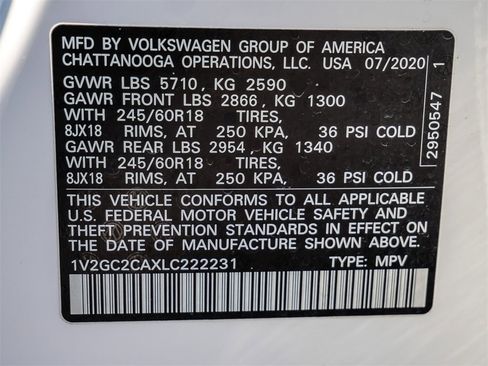 MFD BY VOLKSWAGEN GROUP OF AMERICA
CHATTANOOGA OPERATIONS, LLC. USA 07/2020
GVWR LBS 5710, KG 2590
GAWR FRONT LBS 2866, KG 1300
WITH 245/60R18 TIRES,
8JX18 RIMS, AT 250 KPA, 36 PSI COLD
GAWR REAR LBS 2954, KG 1340
WITH 245/60R18 TIRES,
8JX18 RIMS, AT 250 KPA, 36 PSI COLD
THIS VEHICLE CONFORMS TO ALL APPLICABLE
U.S. FEDERAL MOTOR VEHICLE SAFETY AND
THEFT PREVENTION STANDARDS IN EFFECT
ON THE DATE OF MANUFACTURE SHOWN ABOVE.
1V2GC2CAXLC222231 TYPE: MPV
2950547 1